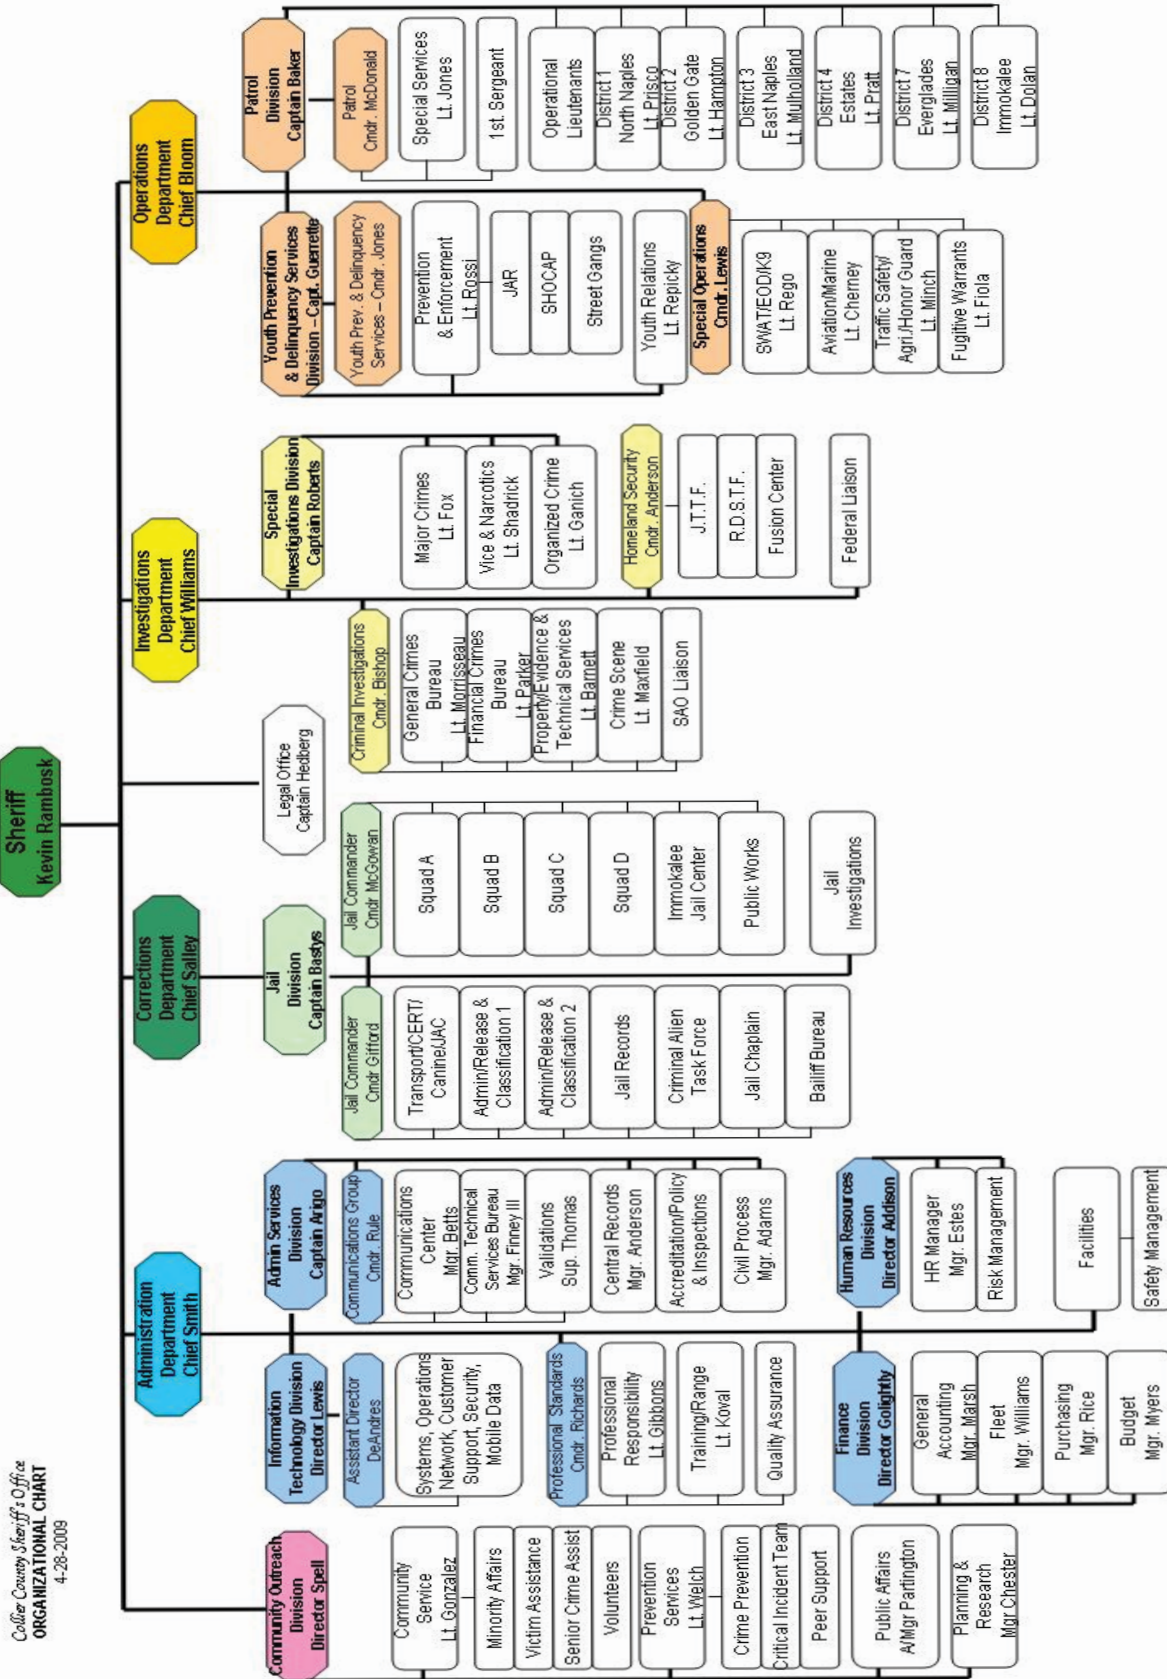 Collier County Sheriff's Office
ORGANIZATIONAL CHART
4-28-2009
Sheriff
Kevin Rambosk
Community Outreach
Division
Director Spell
Community
Service
Lt. Gonzalez
Minority Affairs
Victim Assistance
Senior Crime Assist
Volunteers
Prevention
Services
Lt. Welch
Crime Prevention
Critical Incident Team
Peer Support
Public Affairs
A/Mgr Partington
Planning &
Research
Mgr Chester
Administration
Department
Chief Smith
Information
Technology Division
Director Lewis
Assistant Director
DeAndres
Systems, Operations
Network, Customer
Support, Security,
Mobile Data
Professional Standards
Cmdr. Richards
Professional
Responsibility
Lt. Gibbons
Training/Range
Lt. Koval
Quality Assurance
Finance
Division
Director Golightly
General
Accounting
Mgr. Marsh
Fleet
Mgr. Williams
Purchasing
Mgr. Rice
Budget
Mgr. Myers
Admin Services
Division
Captain Arigo
Communications Group
Cmdr. Rule
Communications
Center
Mgr. Betts
Comm. Technical
Services Bureau
Mgr. Finney III
Validations
Sup. Thomas
Central Records
Mgr. Anderson
Accreditation/Policy
& Inspections
Civil Process
Mgr. Adams
Human Resources
Division
Director Addison
HR Manager
Mgr. Estes
Risk Management
Facilities
Safety Management
Corrections
Department
Chief Salley
Jail
Division
Captain Bastys
Jail Commander
Cmdr Gifford
Transport/CERT/
Canine/JAC
Admin/Release &
Classification 1
Admin/Release &
Classification 2
Jail Records
Criminal Alien
Task Force
Jail Chaplain
Bailiff Bureau
Jail Commander
Cmdr McGowan
Squad A
Squad B
Squad C
Squad D
Immokalee
Jail Center
Public Works
Jail
Investigations
Legal Office
Captain Hedberg
Investigations
Department
Chief Williams
Criminal Investigations
Cmdr. Bishop
General Crimes
Bureau
Lt. Morrisseau
Financial Crimes
Bureau
Lt. Parker
Property/Evidence &
Technical Services
Lt. Barnett
Crime Scene
Lt. Maxfield
SAO Liaison
Special
Investigations Division
Captain Roberts
Major Crimes
Lt. Fox
Vice & Narcotics
Lt. Shadrick
Organized Crime
Lt. Ganich
Homeland Security
Cmdr. Anderson
J.T.T.F.
R.D.S.T.F.
Fusion Center
Federal Liaison
Operations
Department
Chief Bloom
Youth Prevention
& Delinquency Services
Division – Capt. Guerrette
Youth Prev. & Delinquency
Services – Cmdr. Jones
Prevention
& Enforcement
Lt. Rossi
JAR
SHOCAP
Street Gangs
Youth Relations
Lt. Repicky
Special Operations
Cmdr. Lewis
SWAT/EOD/K9
Lt. Rego
Aviation/Marine
Lt. Cherney
Traffic Safety/
Agri./Honor Guard
Lt. Minch
Fugitive Warrants
Lt. Fiola
Patrol
Division
Captain Baker
Patrol
Cmdr. McDonald
Special Services
Lt. Jones
1st. Sergeant
Operational
Lieutenants
District 1
North Naples
Lt. Prisco
District 2
Golden Gate
Lt. Hampton
District 3
East Naples
Lt. Mulholland
District 4
Estates
Lt. Pratt
District 7
Everglades
Lt. Milligan
District 8
Immokalee
Lt. Dolan